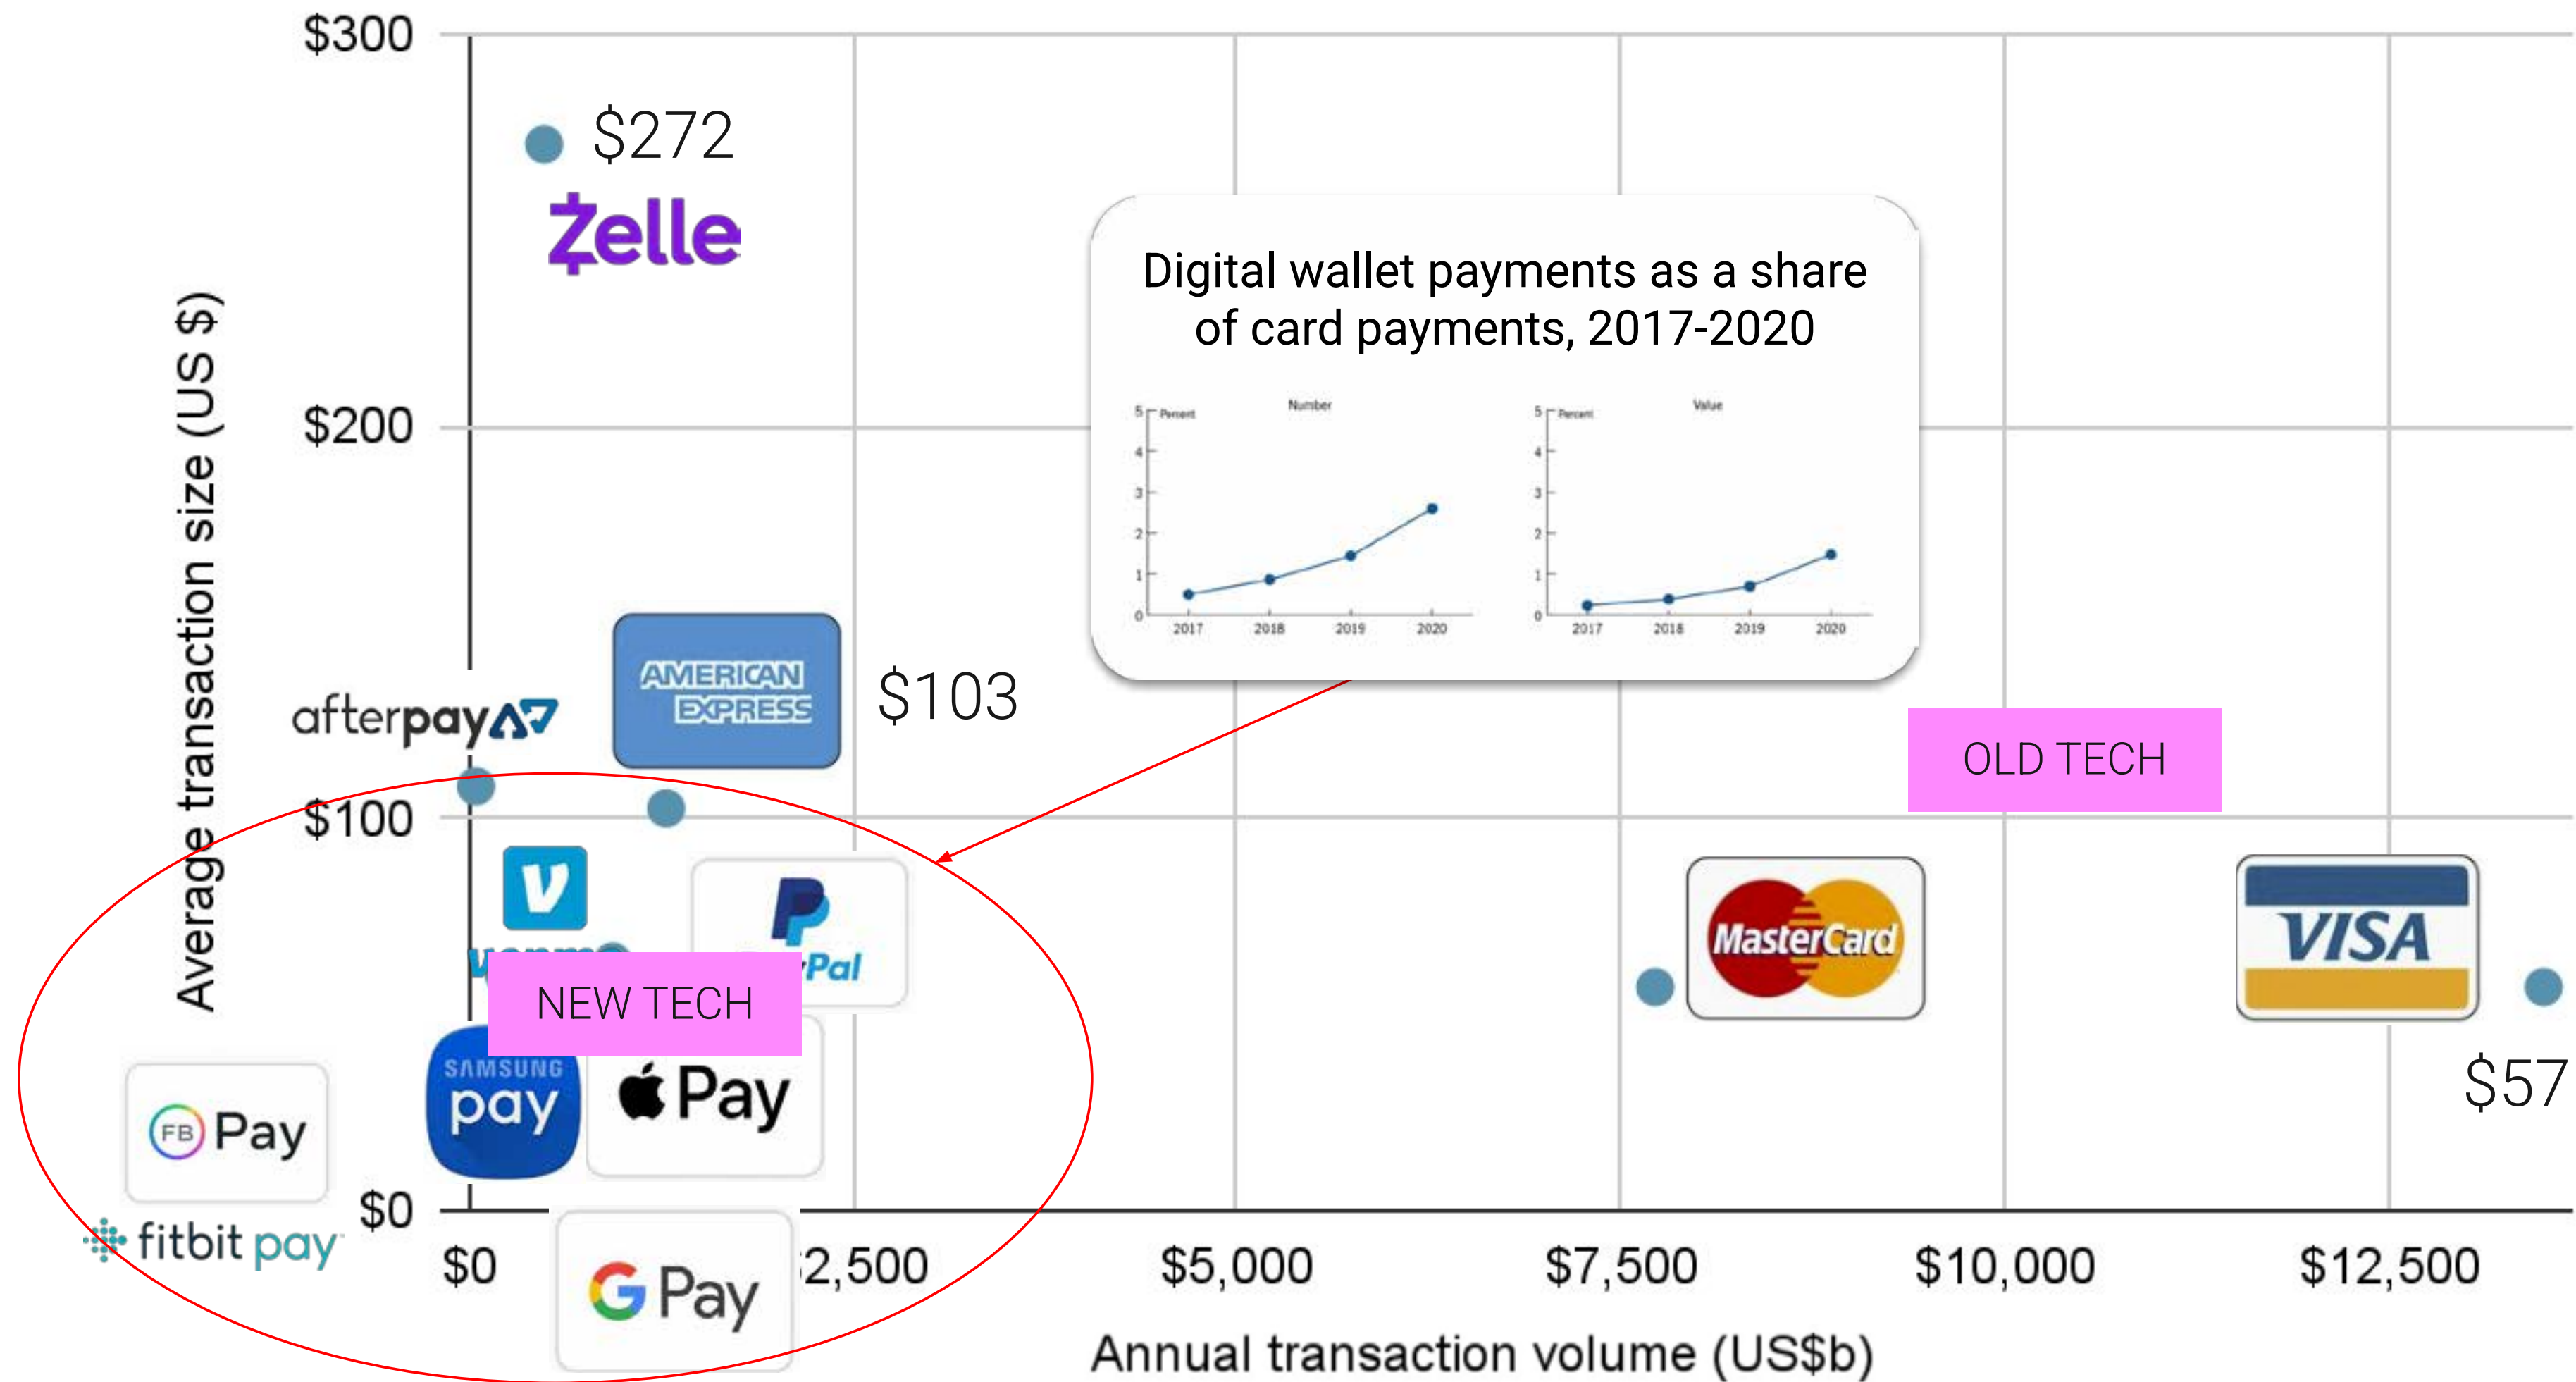 $300
$272
Zelle
Average transaction size (US $)
Digital wallet payments as a share
of card payments, 2017-2020
$200
Number
5
Percent
4
3
2
1
0
2017
2018
2019
2020
Value
5
Percent
4
3
2
1
0
2017
2018
2019
2020
AMERICAN
EXPRESS
$103
afterpay
OLD TECH
$100
V
P
Pal
NEW TECH
MasterCard
VISA
$57
SAMSUNG
pay
Pay
FB Pay
$0
fitbit pay
G Pay
$0
2,500
$5,000
$7,500
$10,000
$12,500
Annual transaction volume (US$b)